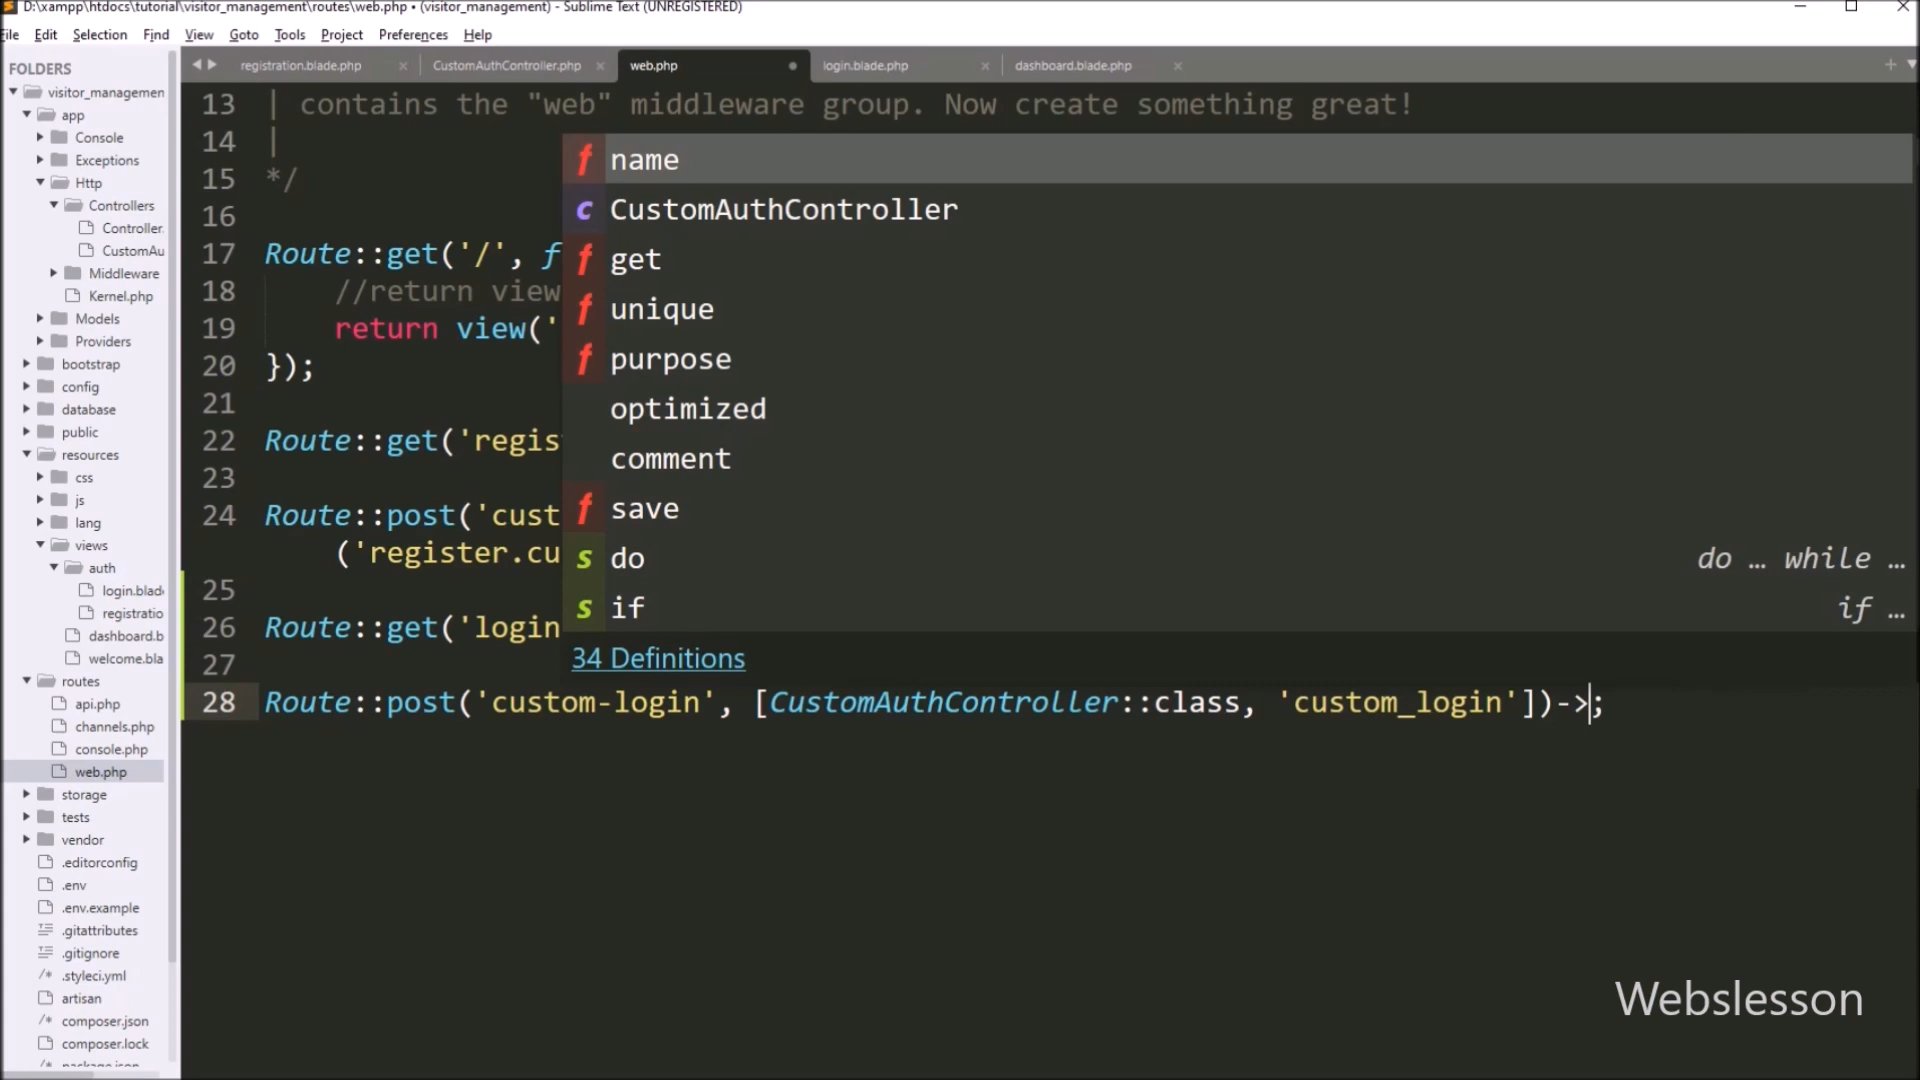 D:\xampp\htdocs\tutorial\visitor_management\routes\web.php • (visitor_management) - Sublime Text (UNREGISTERED)
ile Edit Selection Find View Goto Tools Project Preferences Help
FOLDERS
visitor_managemen
app
Console
Exceptions
Http
Controllers
Controller.
CustomAu
Middleware
Kernel.php
Models
Providers
bootstrap
config
database
public
resources
css
js
lang
views
auth
login.blad
registratio
dashboard.b
welcome.bla
routes
api.php
channels.php
console.php
web.php
storage
tests
vendor
.editorconfig
.env
.env.example
.gitattributes
.gitignore
.styleci.yml
artisan
composer.json
composer.lock
package.json
registration.blade.php CustomAuthController.php web.php login.blade.php dashboard.blade.php
13 | contains the "web" middleware group. Now create something great!
14 |
15 */
16
17 Route::get('/', f
18 //return view
19 return view('
20 });
21
22 Route::get('regis
23
24 Route::post('cust
('register.cu
25
26 Route::get('login
27
28 Route::post('custom-login', [CustomAuthController::class, 'custom_login'])->;
f name
c CustomAuthController
f get
f unique
f purpose
optimized
comment
f save
s do do … while …
s if if …
34 Definitions
Webslesson